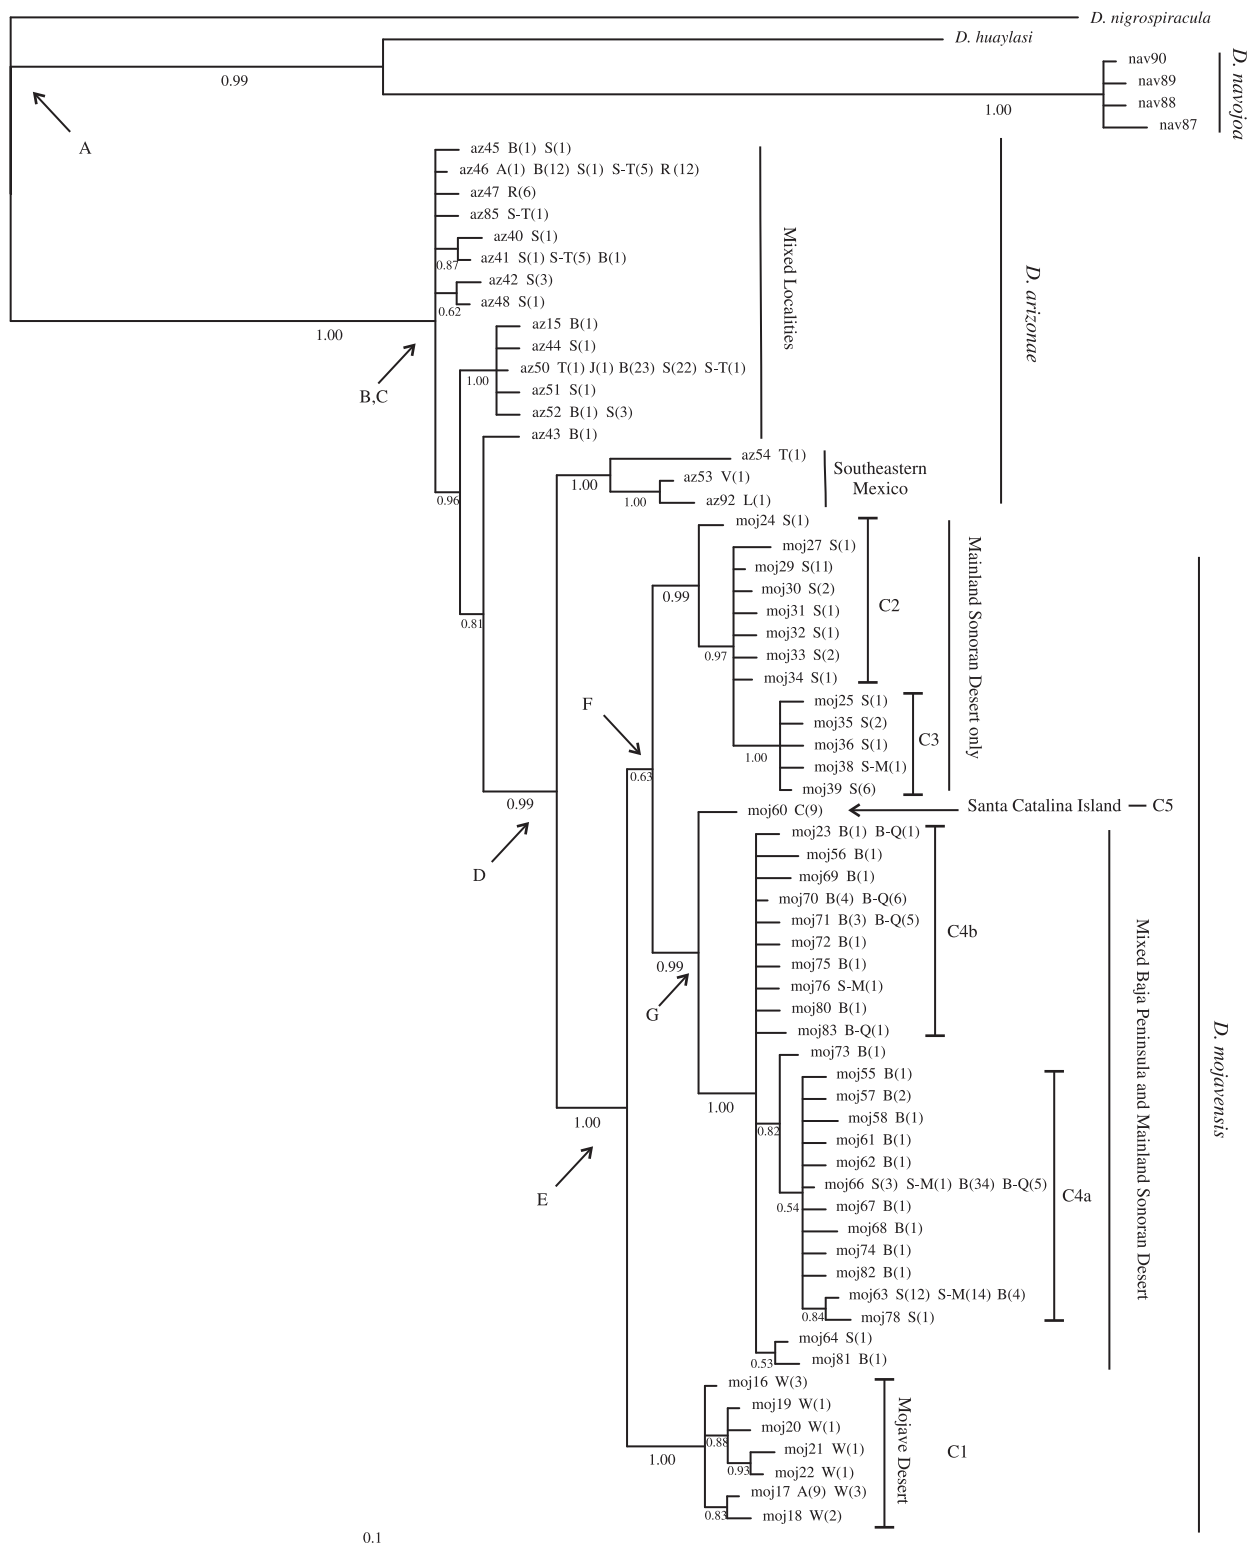 D. nigrospiracula
D. huaylasi
0.99
nav90
nav89
nav88
nav87
1.00
D. navojoa
A
az45 B(1) S(1)
az46 A(1) B(12) S(1) S-T(5) R(12)
az47 R(6)
az85 S-T(1)
az40 S(1)
az41 S(1) S-T(5) B(1)
0.87
az42 S(3)
az48 S(1)
0.62
1.00
B,C
az15 B(1)
az44 S(1)
az50 T(1) J(1) B(23) S(22) S-T(1)
1.00
az51 S(1)
az52 B(1) S(3)
az43 B(1)
Mixed Localities
D. arizonae
az54 T(1)
az53 V(1)
az92 L(1)
1.00
1.00
Southeastern
Mexico
0.96
0.81
moj24 S(1)
moj27 S(1)
moj29 S(11)
moj30 S(2)
moj31 S(1)
moj32 S(1)
moj33 S(2)
moj34 S(1)
0.99
0.97
C2
moj25 S(1)
moj35 S(2)
moj36 S(1)
moj38 S-M(1)
moj39 S(6)
1.00
C3
Mainland Sonoran Desert only
F
0.63
0.99
D
moj60 C(9)
Santa Catalina Island
C5
moj23 B(1) B-Q(1)
moj56 B(1)
moj69 B(1)
moj70 B(4) B-Q(6)
moj71 B(3) B-Q(5)
moj72 B(1)
moj75 B(1)
moj76 S-M(1)
moj80 B(1)
moj83 B-Q(1)
C4b
0.99
G
moj73 B(1)
moj55 B(1)
moj57 B(2)
moj58 B(1)
moj61 B(1)
moj62 B(1)
moj66 S(3) S-M(1) B(34) B-Q(5)
moj67 B(1)
moj68 B(1)
moj74 B(1)
moj82 B(1)
moj63 S(12) S-M(14) B(4)
moj78 S(1)
C4a
1.00
0.82
0.54
0.84
moj64 S(1)
moj81 B(1)
0.53
Mixed Baja Peninsula and Mainland Sonoran Desert
D. mojavensis
1.00
E
moj16 W(3)
moj19 W(1)
moj20 W(1)
moj21 W(1)
moj22 W(1)
moj17 A(9) W(3)
moj18 W(2)
0.88
0.93
0.83
1.00
Mojave Desert
C1
0.1